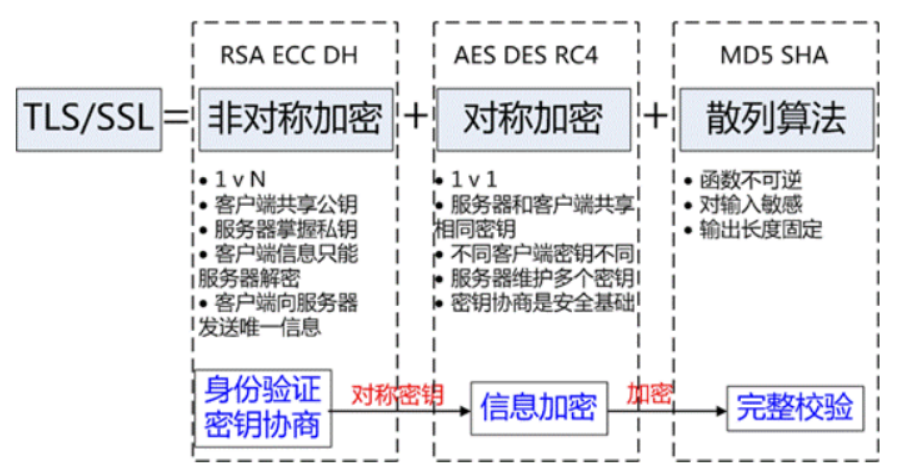 RSA ECC DH
AES DES RC4
MD5 SHA
TLS/SSL
=
非对称加密
+
对称加密
+
散列算法
• 1 v N
• 客户端共享公钥
• 服务器掌握私钥
• 客户端信息只能
服务器解密
• 客户端向服务器
发送唯一信息
• 1 v 1
• 服务器和客户端共享
相同密钥
• 不同客户端密钥不同
• 服务器维护多个密钥
• 密钥协商是安全基础
• 函数不可逆
• 对输入敏感
• 输出长度固定
身份验证
密钥协商
对称密钥
信息加密
加密
完整校验